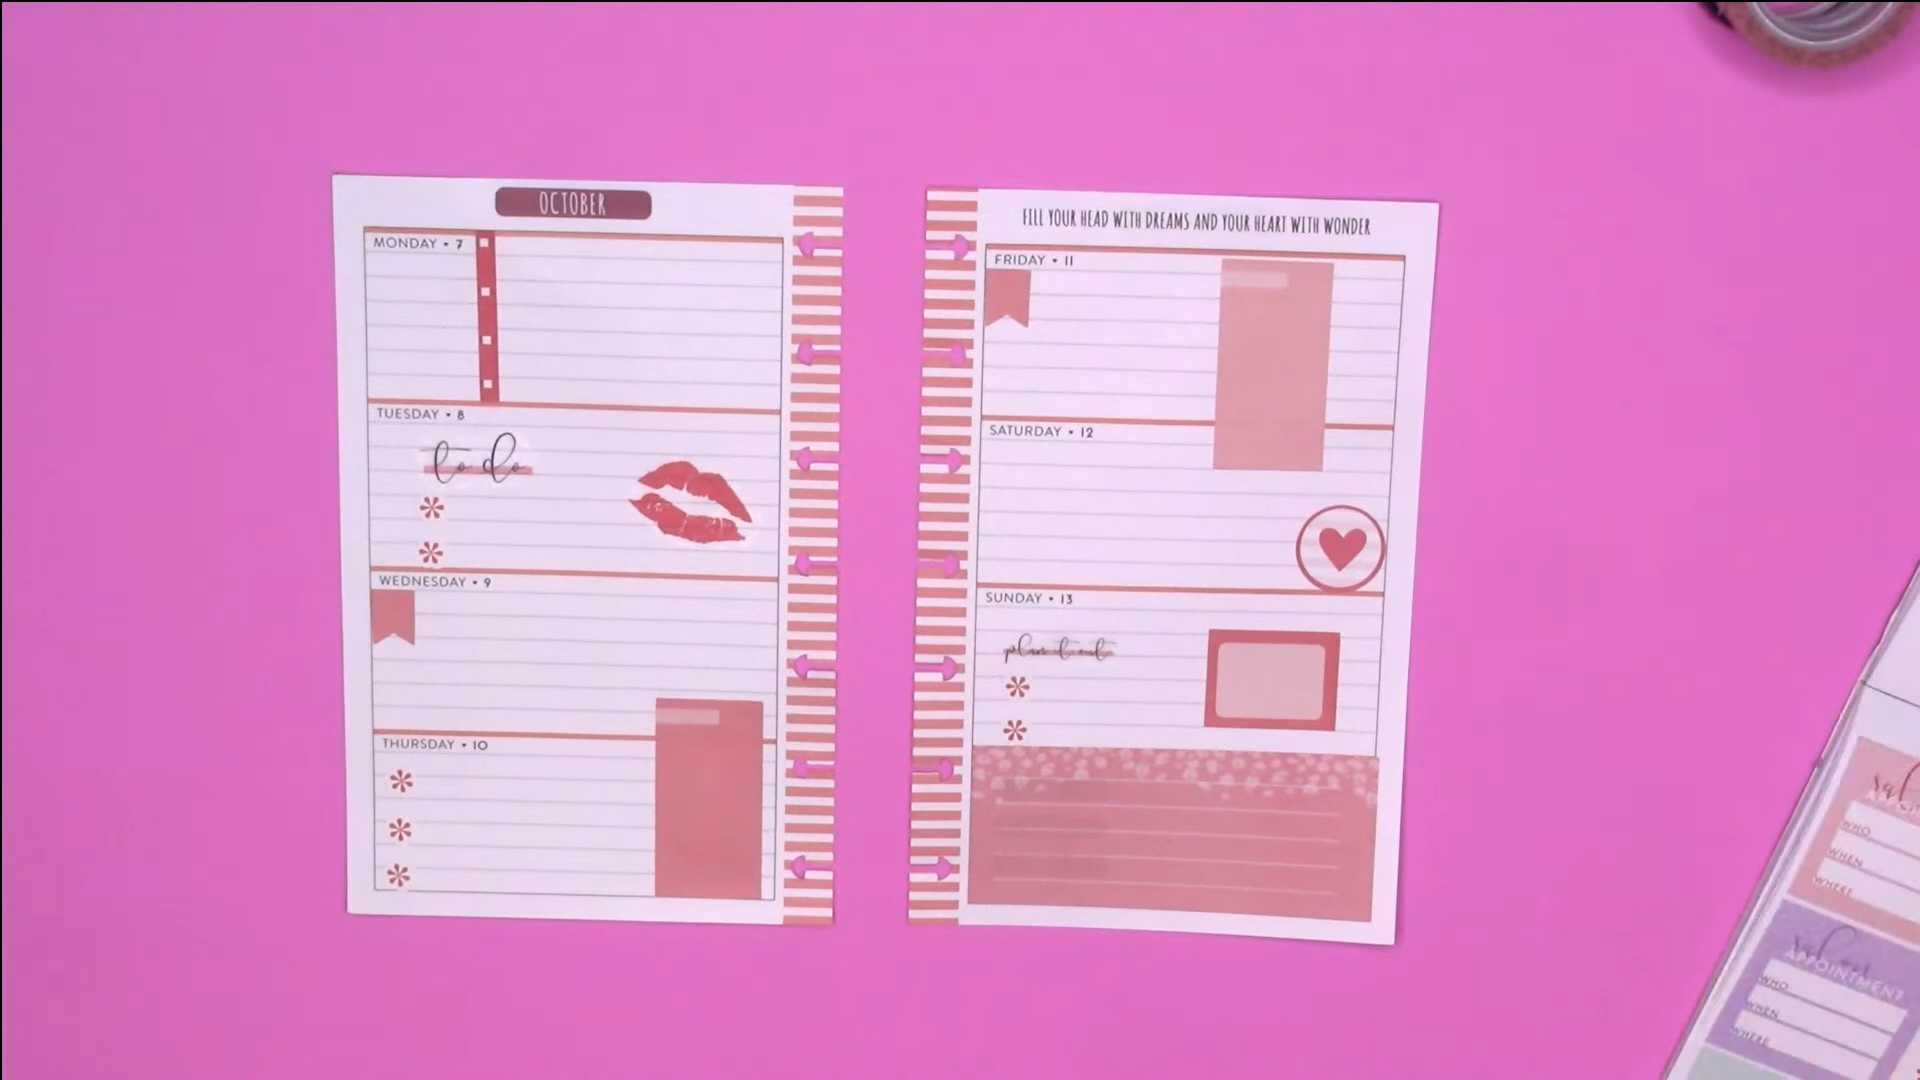 OCTOBER
MONDAY • 7
TUESDAY • 8
to do
WEDNESDAY • 9
THURSDAY • 10
FILL YOUR HEAD WITH DREAMS AND YOUR HEART WITH WONDER
FRIDAY • 11
SATURDAY • 12
SUNDAY • 13
plan it out
WHO
WHEN
WHERE
salon
APPOINTMENT
WHO
WHEN
WHERE